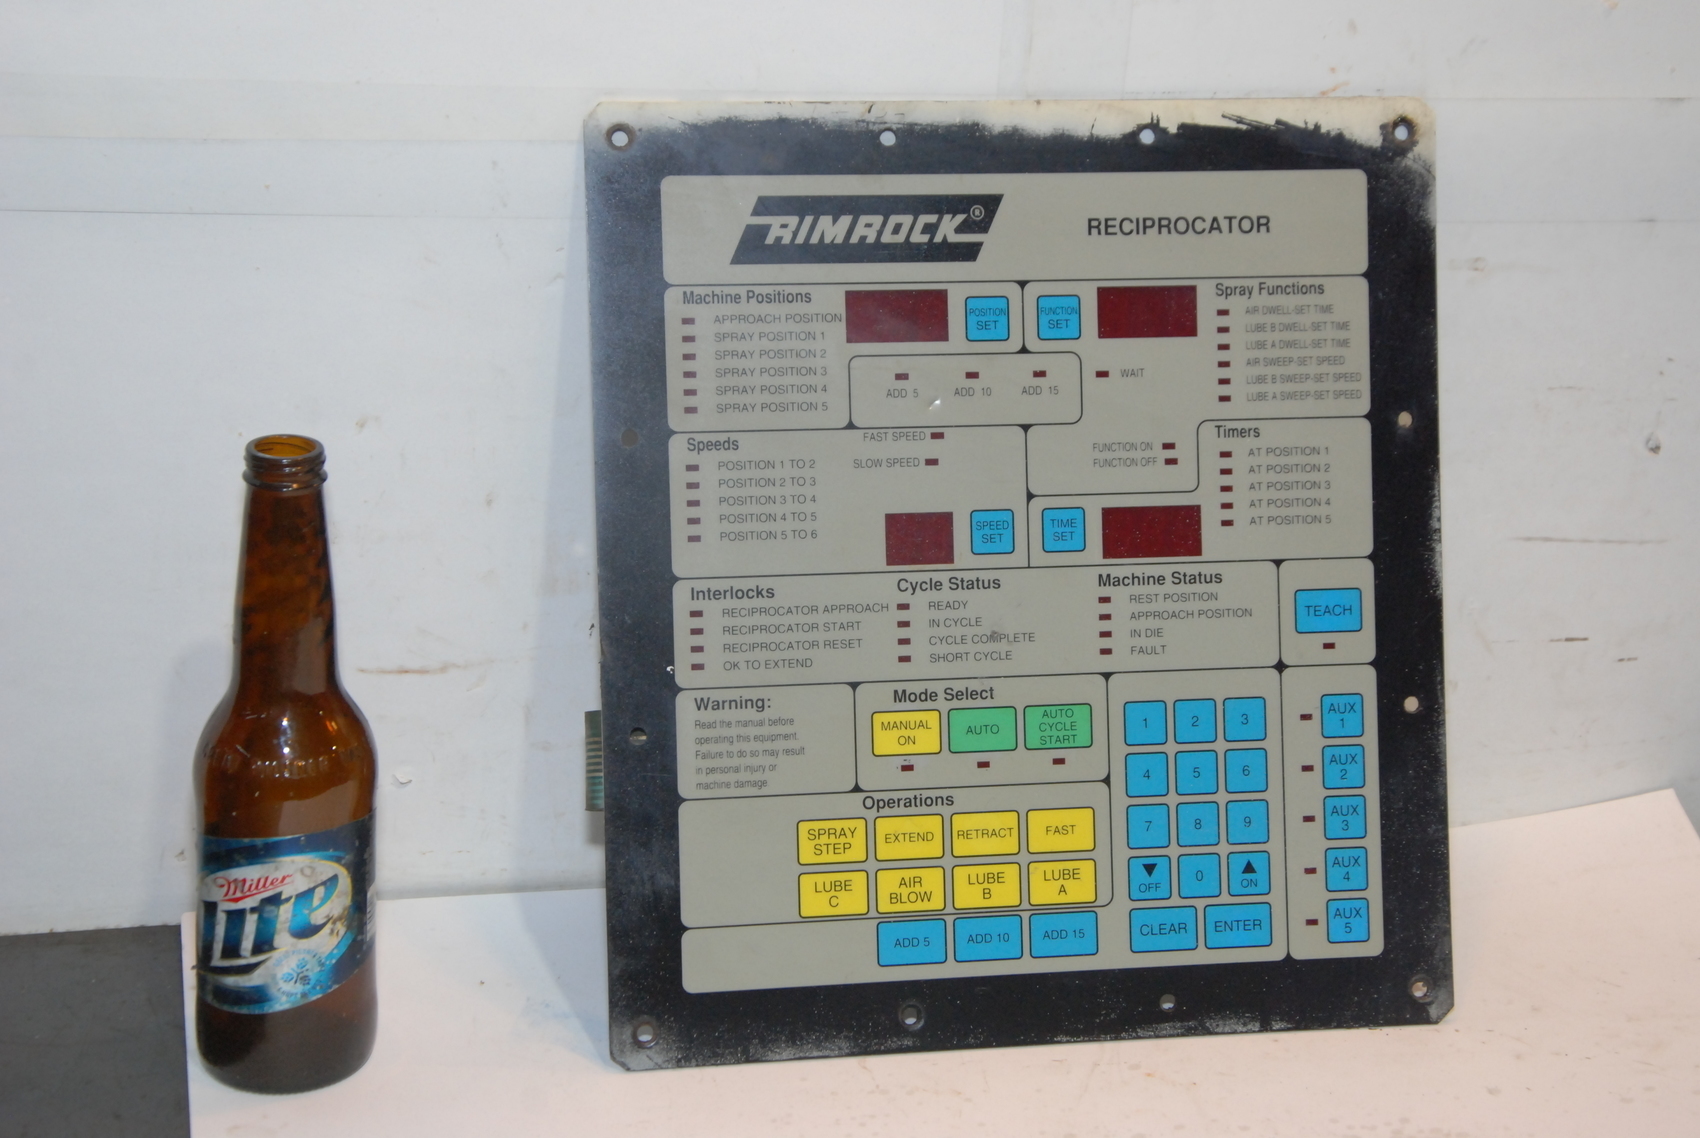 RIMROCK®
RECIPROCATOR
Machine Positions
APPROACH POSITION
SPRAY POSITION 1
SPRAY POSITION 2
SPRAY POSITION 3
SPRAY POSITION 4
SPRAY POSITION 5
POSITION
SET
FUNCTION
SET
ADD 5
ADD 10
ADD 15
WAIT
Spray Functions
AIR DWELL-SET TIME
LUBE B DWELL-SET TIME
LUBE A DWELL-SET TIME
AIR SWEEP-SET SPEED
LUBE B SWEEP-SET SPEED
LUBE A SWEEP-SET SPEED
Speeds
POSITION 1 TO 2
POSITION 2 TO 3
POSITION 3 TO 4
POSITION 4 TO 5
POSITION 5 TO 6
FAST SPEED
SLOW SPEED
SPEED
SET
FUNCTION ON
FUNCTION OFF
TIME
SET
Timers
AT POSITION 1
AT POSITION 2
AT POSITION 3
AT POSITION 4
AT POSITION 5
Interlocks
RECIPROCATOR APPROACH
RECIPROCATOR START
RECIPROCATOR RESET
OK TO EXTEND
Cycle Status
READY
IN CYCLE
CYCLE COMPLETE
SHORT CYCLE
Machine Status
REST POSITION
APPROACH POSITION
IN DIE
FAULT
TEACH
Warning:
Read the manual before
operating this equipment.
Failure to do so may result
in personal injury or
machine damage.
Mode Select
MANUAL
ON
AUTO
AUTO
CYCLE
START
Operations
SPRAY
STEP
EXTEND
RETRACT
FAST
LUBE
C
AIR
BLOW
LUBE
B
LUBE
A
ADD 5
ADD 10
ADD 15
1
2
3
4
5
6
7
8
9
▼
OFF
0
▲
ON
CLEAR
ENTER
AUX
1
AUX
2
AUX
3
AUX
4
AUX
5
Miller
Lite